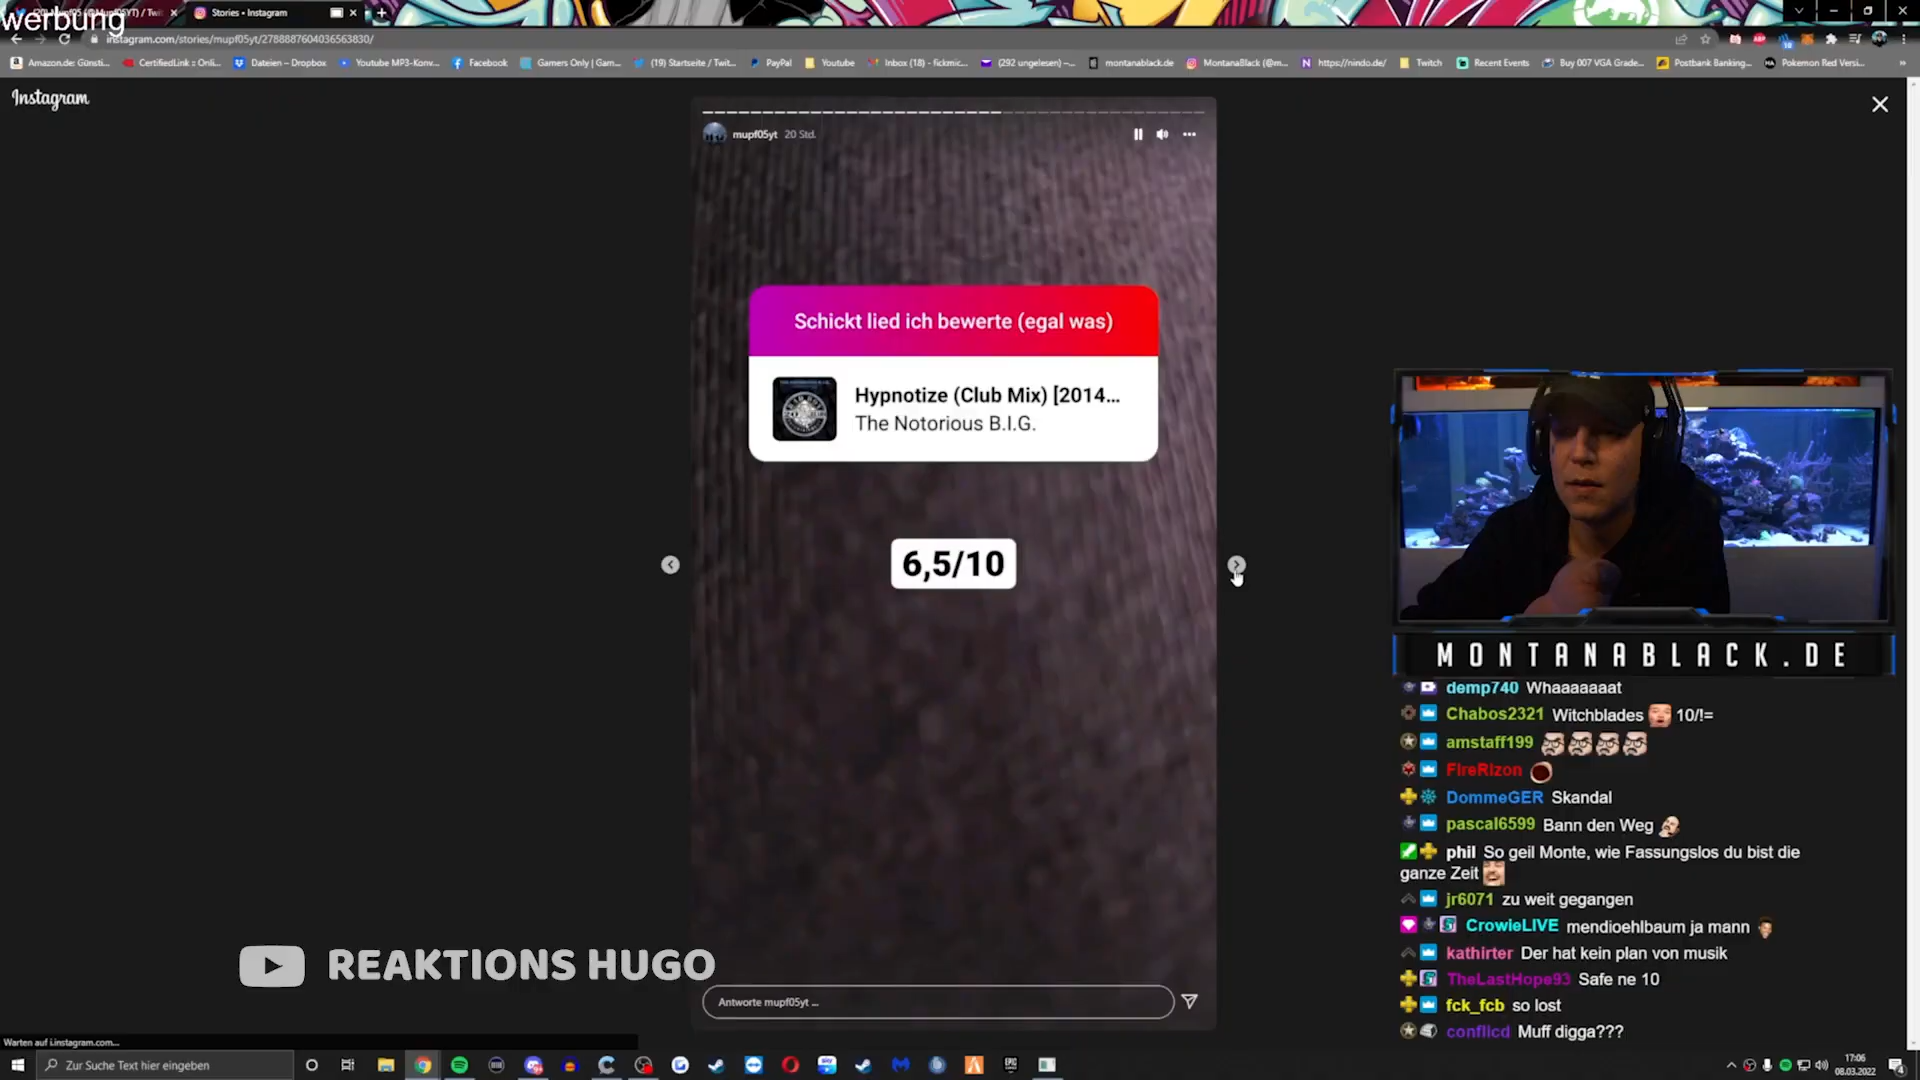 werbung
Stories • Instagram
instagram.com/stories/mupf05yt/2788887604036563830/
Amazon.de: Günsti...
CertifiedLink :: Onli...
Dateien – Dropbox
Youtube MP3-Konv...
Facebook
Gamers Only | Gam...
(19) Startseite / Twit...
PayPal
Youtube
Inbox (18) - fickmic...
(292 ungelesen) –...
montanablack.de
MontanaBlack (@m...
https://nindo.de/
Twitch
Recent Events
Buy 007 VGA Grade...
Postbank Banking...
Pokemon Red Versi...
Instagram
mupf05yt 20 Std.
Schickt lied ich bewerte (egal was)
Hypnotize (Club Mix) [2014...
The Notorious B.I.G.
6,5/10
MONTANABLACK.DE
demp740 Whaaaaaaat
Chabos2321 Witchblades 10/!=
amstaff199
FireRizon
DommeGER Skandal
pascal6599 Bann den Weg
phil So geil Monte, wie Fassungslos du bist die
ganze Zeit
jr6071 zu weit gegangen
CrowleLIVE mendioehlbaum ja mann
kathirter Der hat kein plan von musik
TheLastHope93 Safe ne 10
fck_fcb so lost
conflicd Muff digga???
REAKTIONS HUGO
Antworte mupf05yt ...
Warten auf i.instagram.com...
Zur Suche Text hier eingeben
17:06
08.03.2022